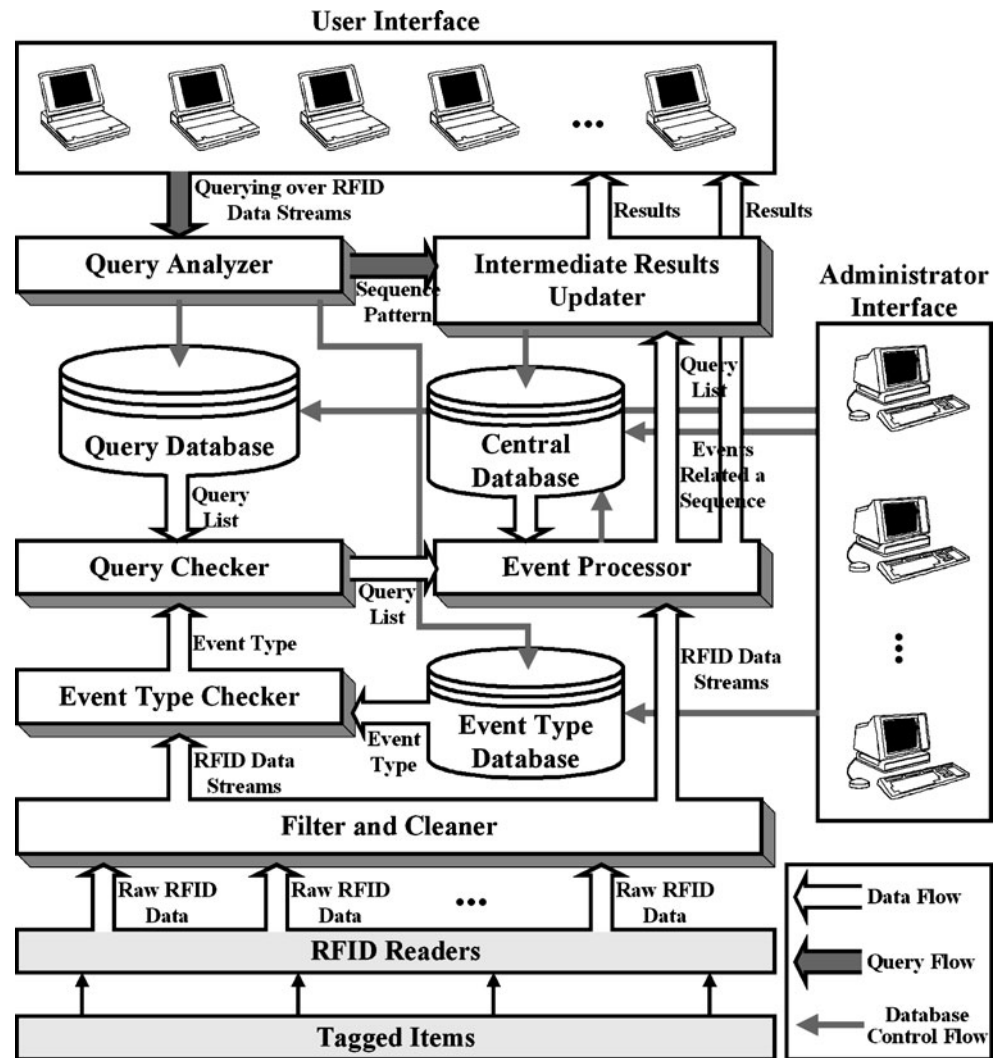 User Interface
...
Querying over RFID
Data Streams
Results
Results
Query Analyzer
Sequence
Pattern
Intermediate Results
Updater
Administrator
Interface
Query Database
Central
Database
Query
List
Events
Related a
Sequence
Query
List
Query Checker
Query
List
Event Processor
Event Type
RFID Data
Streams
Event Type Checker
Event
Type
Event Type
Database
RFID Data
Streams
Filter and Cleaner
Raw RFID
Data
Raw RFID
Data
...
Raw RFID
Data
RFID Readers
Tagged Items
Data Flow
Query Flow
Database
Control Flow